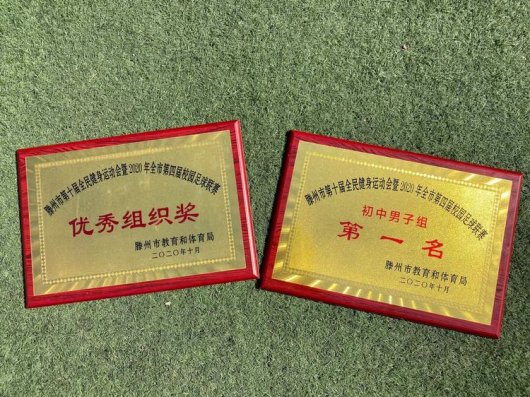 滕州市第十届全民健身运动会暨2020年全市第四届校园足球联赛
优秀组织奖
滕州市教育和体育局
二〇二〇年十月
滕州市第十届全民健身运动会暨2020年全市第四届校园足球联赛
初中男子组
第一名
滕州市教育和体育局
二〇二〇年十月